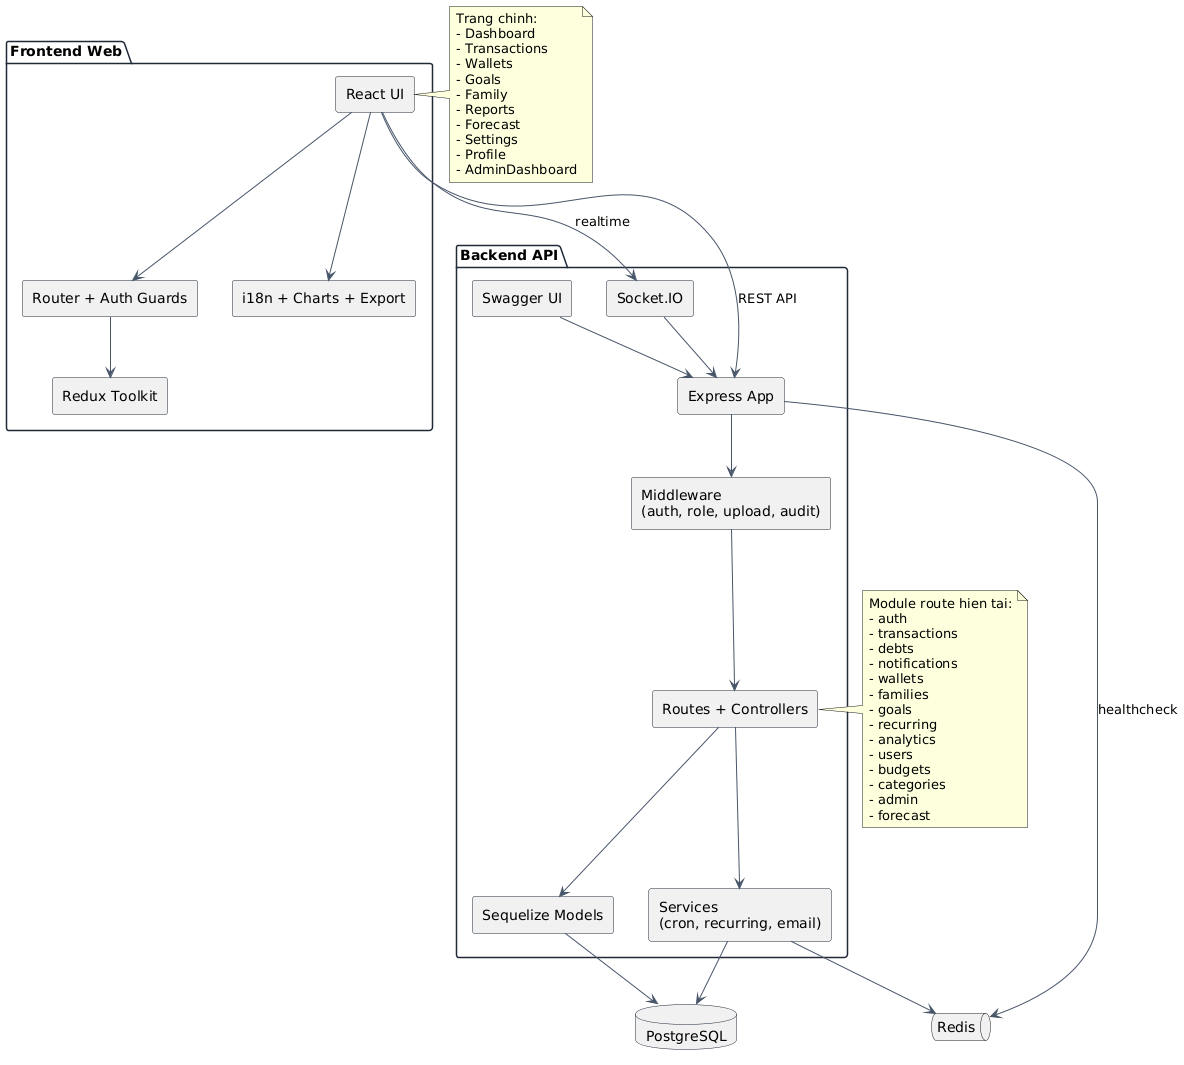 Trang chinh:
- Dashboard
- Transactions
- Wallets
- Goals
- Family
- Reports
- Forecast
- Settings
- Profile
- AdminDashboard
Frontend Web
React UI
realtime
Backend API
Router + Auth Guards
i18n + Charts + Export
Swagger UI
Socket.IO
REST API
Redux Toolkit
Express App
Middleware
(auth, role, upload, audit)
Module route hien tai:
- auth
- transactions
- debts
- notifications
- wallets
- families
- goals
- recurring
- analytics
- users
- budgets
- categories
- admin
- forecast
Routes + Controllers
healthcheck
Sequelize Models
Services
(cron, recurring, email)
PostgreSQL
Redis